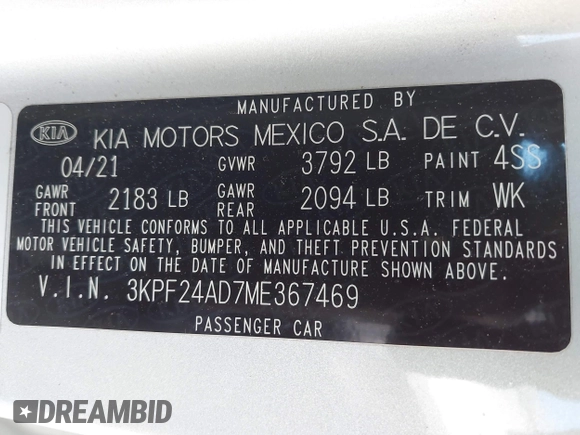 MANUFACTURED BY
KIA KIA MOTORS MEXICO S.A. DE C.V.
04/21 GVWR 3792 LB PAINT 4SS
GAWR FRONT 2183 LB GAWR REAR 2094 LB TRIM WK
THIS VEHICLE CONFORMS TO ALL APPLICABLE U.S.A. FEDERAL
MOTOR VEHICLE SAFETY, BUMPER, AND THEFT PREVENTION STANDARDS
IN EFFECT ON THE DATE OF MANUFACTURE SHOWN ABOVE.
V.I.N. 3KPF24AD7ME367469
PASSENGER CAR
DREAMBID